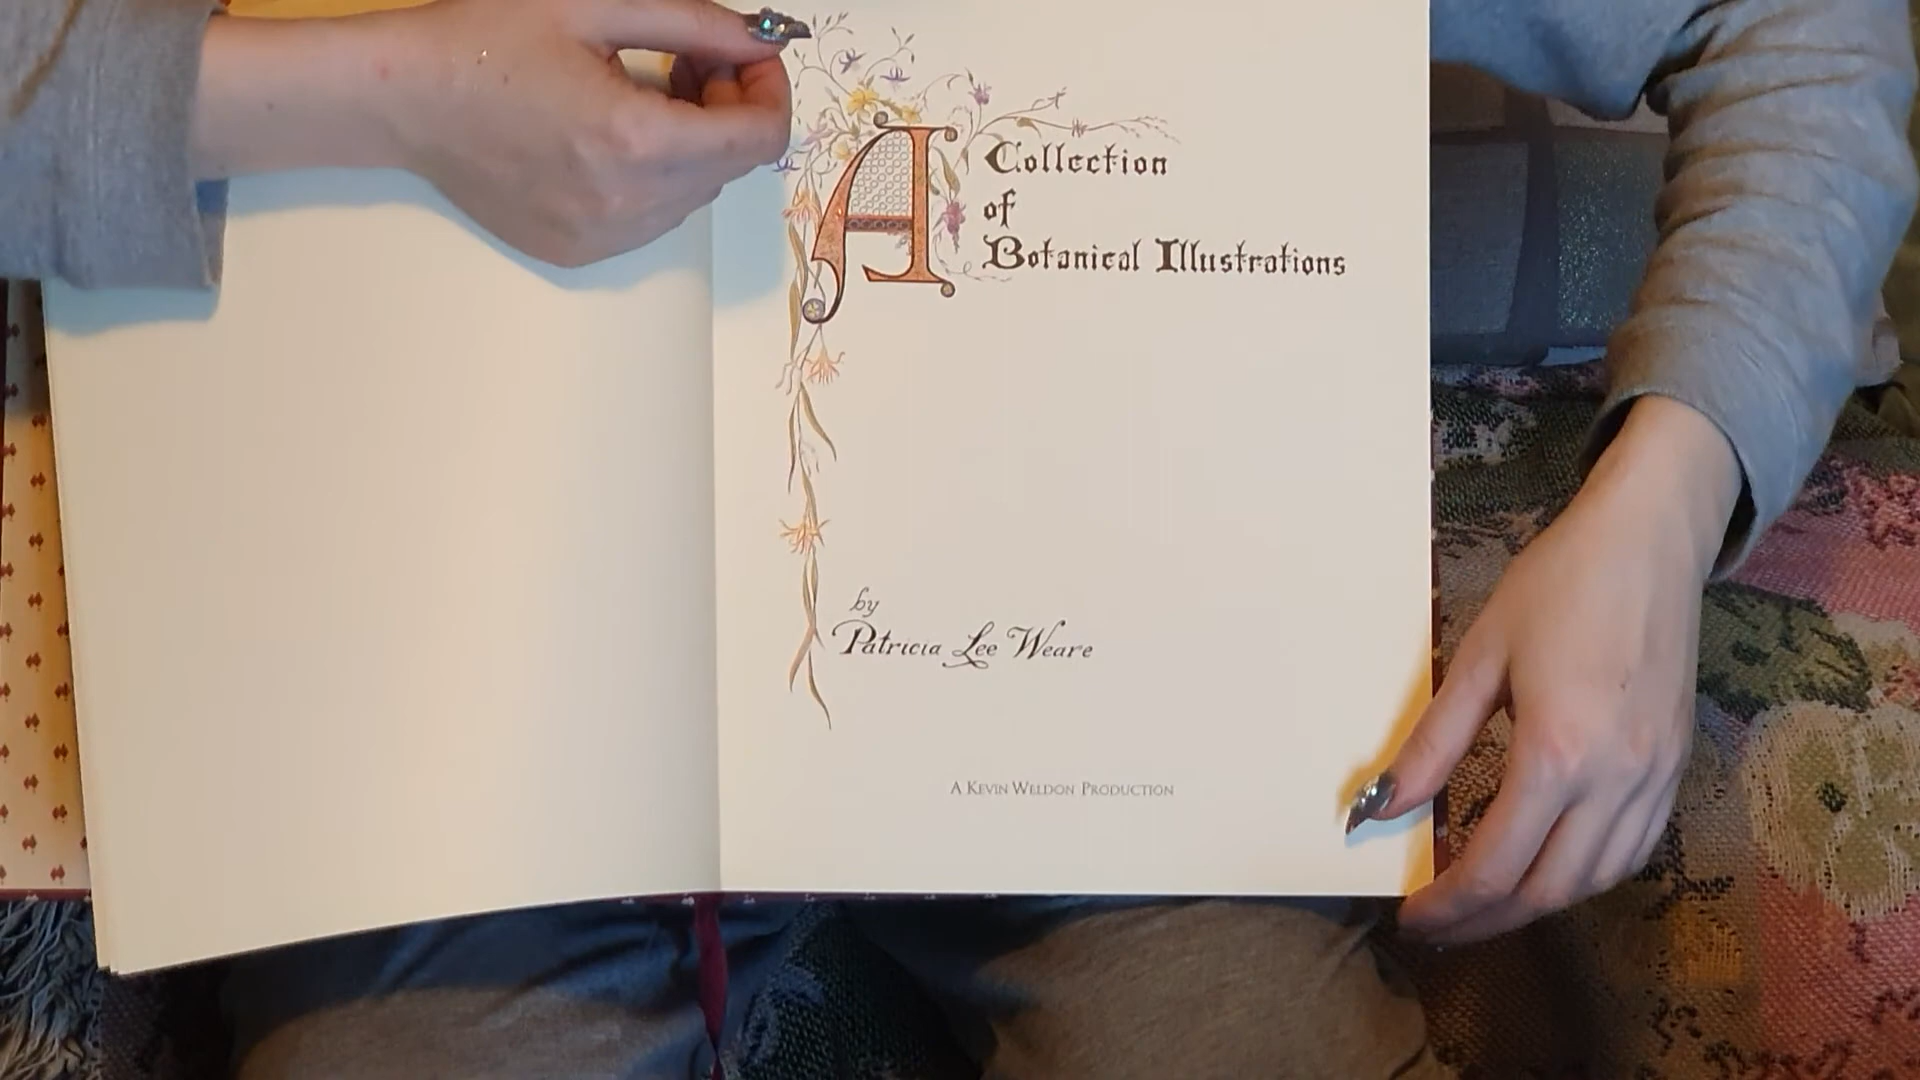 A Collection
of
Botanical Illustrations
by
Patricia Lee Weare
A KEVIN WELDON PRODUCTION